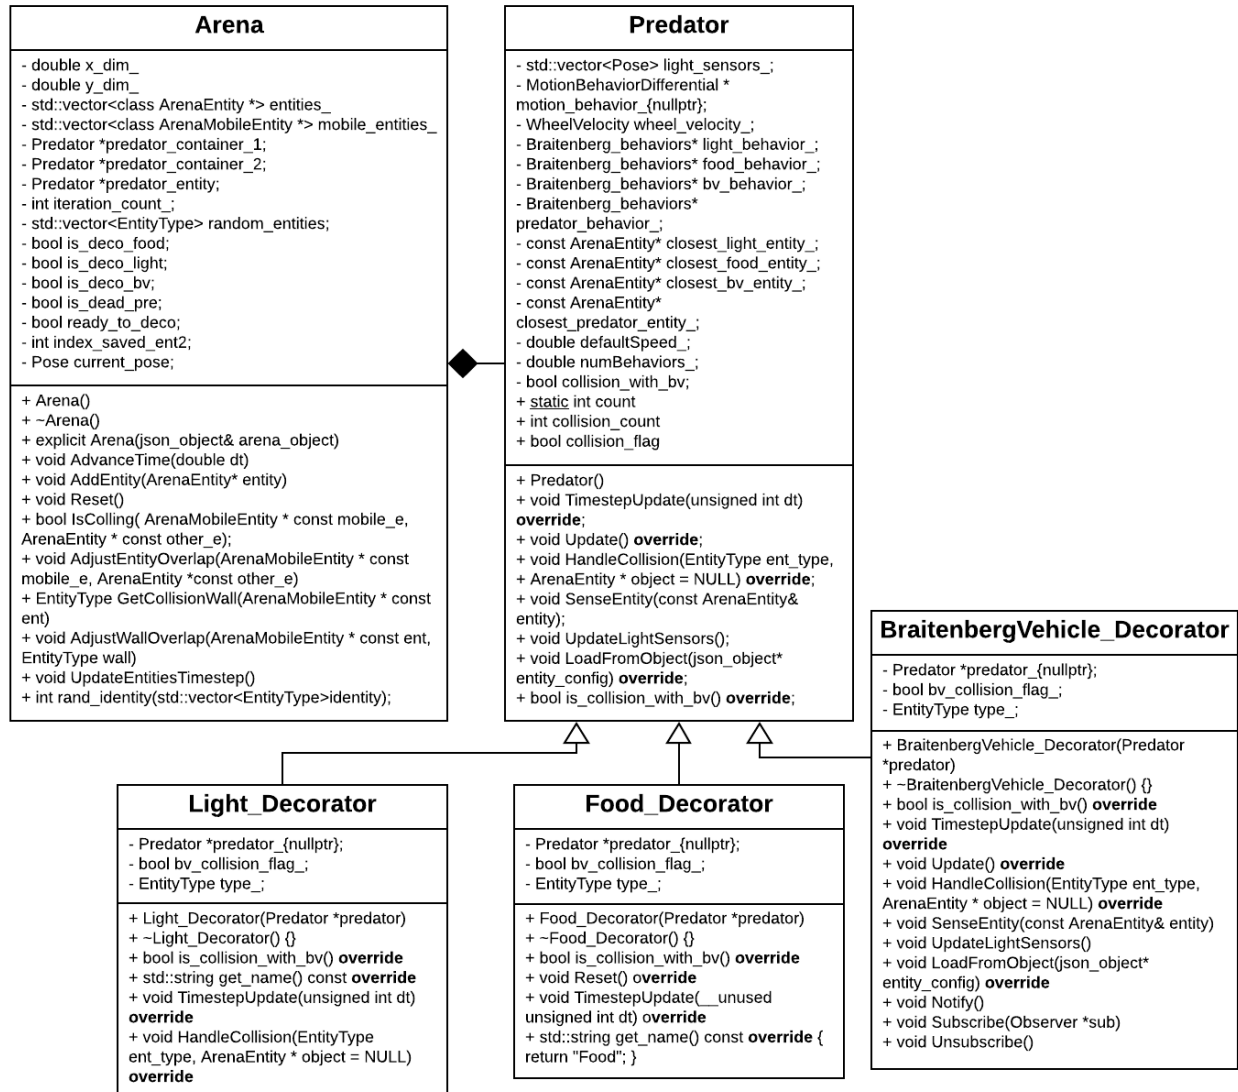 Arena
- double x_dim_
- double y_dim_
- std::vector<class ArenaEntity *> entities_
- std::vector<class ArenaMobileEntity *> mobile_entities_
- Predator *predator_container_1;
- Predator *predator_container_2;
- Predator *predator_entity;
- int iteration_count_;
- std::vector<EntityType> random_entities;
- bool is_deco_food;
- bool is_deco_light;
- bool is_deco_bv;
- bool is_dead_pre;
- bool ready_to_deco;
- int index_saved_ent2;
- Pose current_pose;
+ Arena()
+ ~Arena()
+ explicit Arena(json_object& arena_object)
+ void AdvanceTime(double dt)
+ void AddEntity(ArenaEntity* entity)
+ void Reset()
+ bool IsColling( ArenaMobileEntity * const mobile_e,
ArenaEntity * const other_e);
+ void AdjustEntityOverlap(ArenaMobileEntity * const
mobile_e, ArenaEntity *const other_e)
+ EntityType GetCollisionWall(ArenaMobileEntity * const
ent)
+ void AdjustWallOverlap(ArenaMobileEntity * const ent,
EntityType wall)
+ void UpdateEntitiesTimestep()
+ int rand_identity(std::vector<EntityType>identity);
Predator
- std::vector<Pose> light_sensors_;
- MotionBehaviorDifferential *
motion_behavior_{nullptr};
- WheelVelocity wheel_velocity_;
- Braitenberg_behaviors* light_behavior_;
- Braitenberg_behaviors* food_behavior_;
- Braitenberg_behaviors* bv_behavior_;
- Braitenberg_behaviors*
predator_behavior_;
- const ArenaEntity* closest_light_entity_;
- const ArenaEntity* closest_food_entity_;
- const ArenaEntity* closest_bv_entity_;
- const ArenaEntity*
closest_predator_entity_;
- double defaultSpeed_;
- double numBehaviors_;
- bool collision_with_bv;
+ static int count
+ int collision_count
+ bool collision_flag
+ Predator()
+ void TimestepUpdate(unsigned int dt)
override;
+ void Update() override;
+ void HandleCollision(EntityType ent_type,
+ ArenaEntity * object = NULL) override;
+ void SenseEntity(const ArenaEntity&
entity);
+ void UpdateLightSensors();
+ void LoadFromObject(json_object*
entity_config) override;
+ bool is_collision_with_bv() override;
Light_Decorator
- Predator *predator_{nullptr};
- bool bv_collision_flag_;
- EntityType type_;
+ Light_Decorator(Predator *predator)
+ ~Light_Decorator() {}
+ bool is_collision_with_bv() override
+ std::string get_name() const override
+ void TimestepUpdate(unsigned int dt)
override
+ void HandleCollision(EntityType
ent_type, ArenaEntity * object = NULL)
override
Food_Decorator
- Predator *predator_{nullptr};
- bool bv_collision_flag_;
- EntityType type_;
+ Food_Decorator(Predator *predator)
+ ~Food_Decorator() {}
+ bool is_collision_with_bv() override
+ void Reset() override
+ void TimestepUpdate(__unused
unsigned int dt) override
+ std::string get_name() const override {
return "Food"; }
BraitenbergVehicle_Decorator
- Predator *predator_{nullptr};
- bool bv_collision_flag_;
- EntityType type_;
+ BraitenbergVehicle_Decorator(Predator
*predator)
+ ~BraitenbergVehicle_Decorator() {}
+ bool is_collision_with_bv() override
+ void TimestepUpdate(unsigned int dt)
override
+ void Update() override
+ void HandleCollision(EntityType ent_type,
ArenaEntity * object = NULL) override
+ void SenseEntity(const ArenaEntity& entity)
+ void UpdateLightSensors()
+ void LoadFromObject(json_object*
entity_config) override
+ void Notify()
+ void Subscribe(Observer *sub)
+ void Unsubscribe()